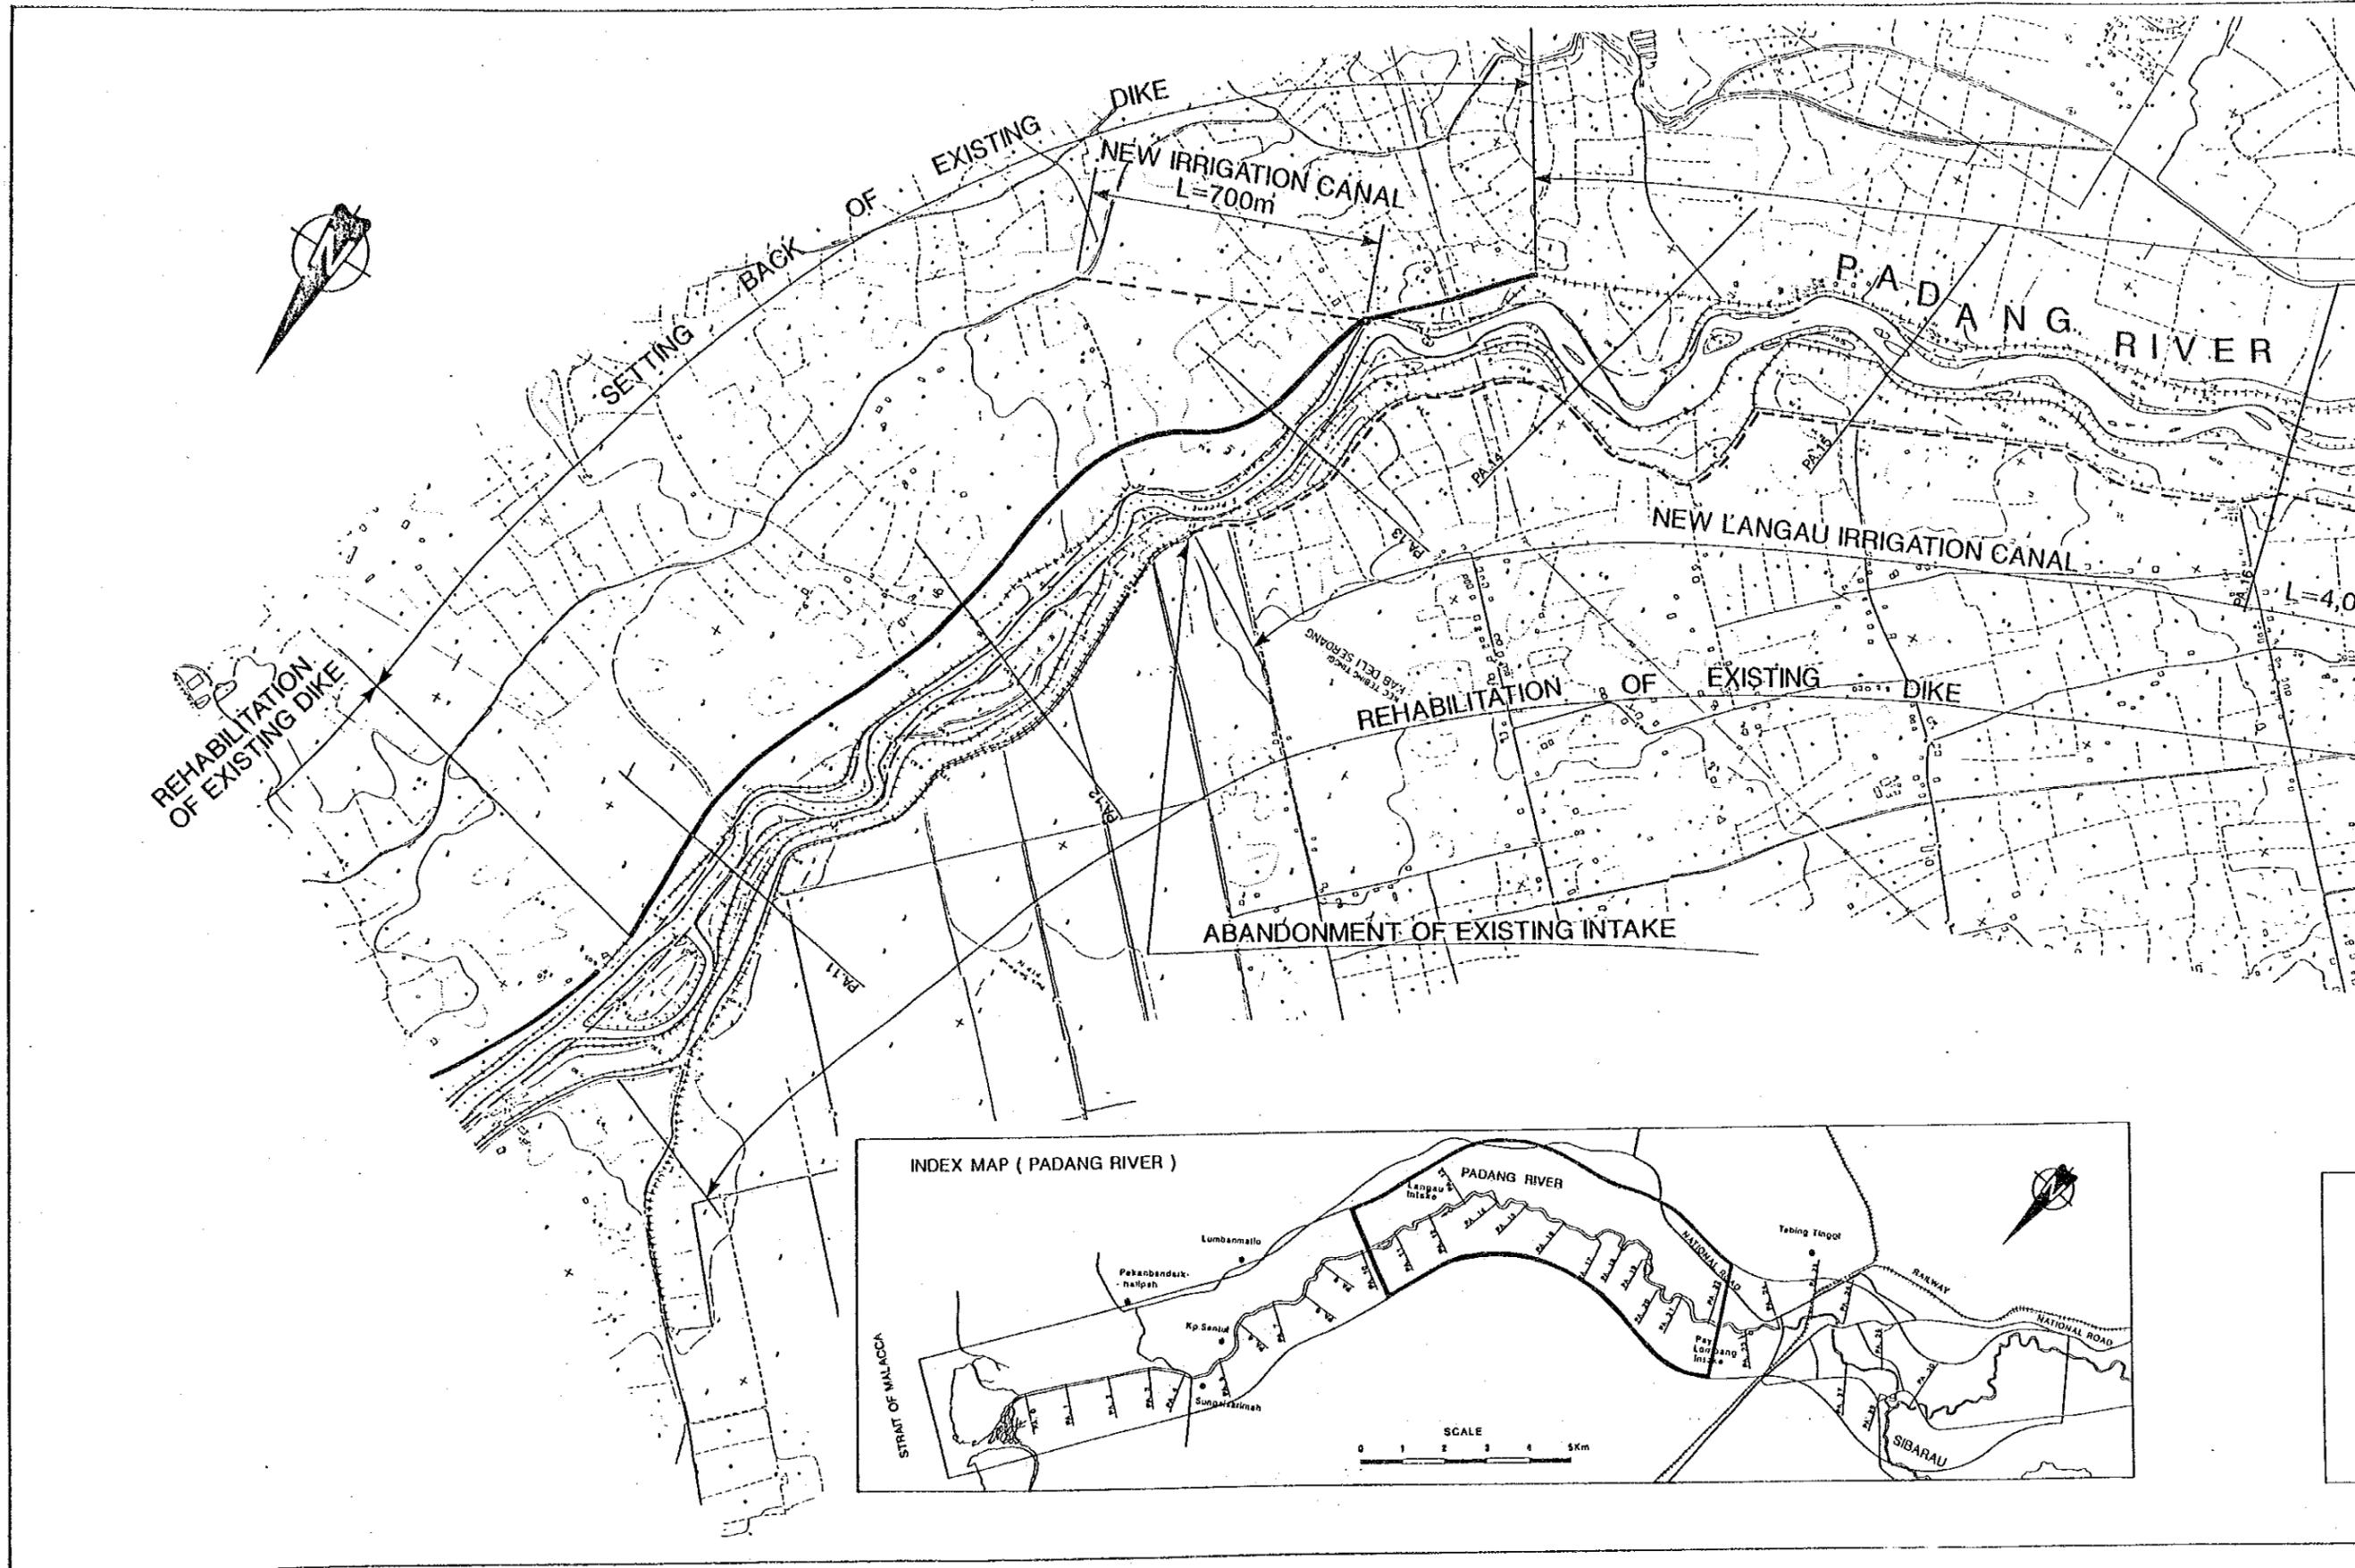 SETTING BACK OF EXISTING DIKE
NEW IRRIGATION CANAL
L=700m
PADANG RIVER
PA.14
PA.15
PA.13
NEW LANGAU IRRIGATION CANAL
PA.16
L=4,0
KAB DELI SERDANG
REHABILITATION OF EXISTING DIKE
REHABILITATION
OF EXISTING DIKE
PA.12
ABANDONMENT OF EXISTING INTAKE
PA.11
INDEX MAP ( PADANG RIVER )
PADANG RIVER
Langau
Intake
Lumbanmallo
Kp.Sentul
NATIONAL ROAD
Tebing Tinggi
RAILWAY
NATIONAL ROAD
STRAIT OF MALACCA
SIBARAU
SCALE
0 1 2 3 4 5Km